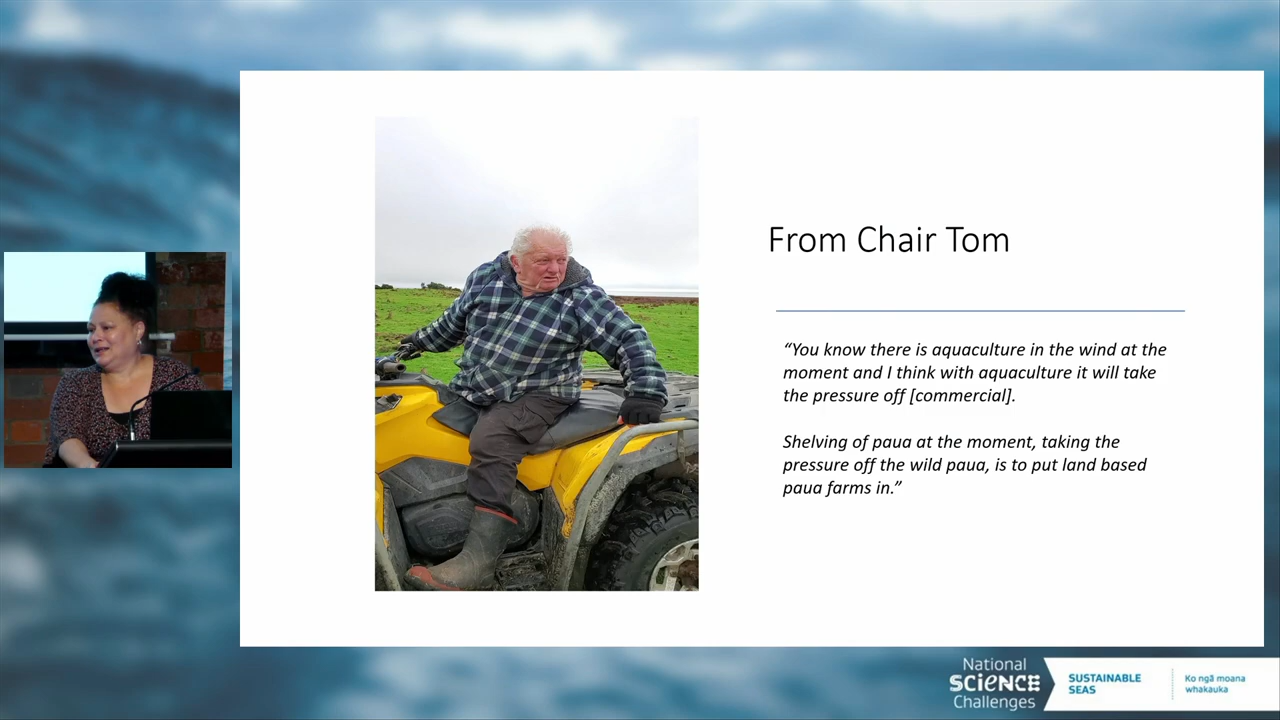 From Chair Tom
“You know there is aquaculture in the wind at the
moment and I think with aquaculture it will take
the pressure off [commercial].
Shelving of paua at the moment, taking the
pressure off the wild paua, is to put land based
paua farms in.”
National
SCIENCE
Challenges
SUSTAINABLE
SEAS
Ko ngā moana
whakauka